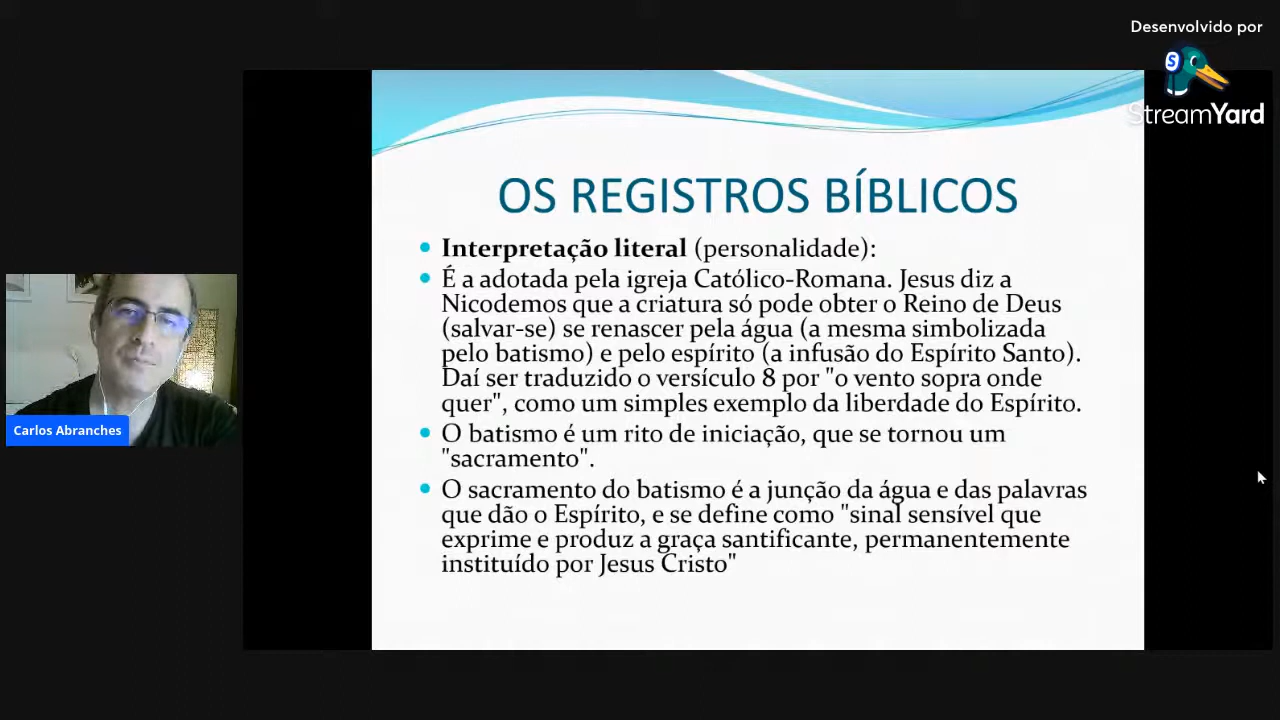 Desenvolvido por
StreamYard
OS REGISTROS BÍBLICOS
Interpretação literal (personalidade):
É a adotada pela igreja Católico-Romana. Jesus diz a
Nicodemos que a criatura só pode obter o Reino de Deus
(salvar-se) se renascer pela água (a mesma simbolizada
pelo batismo) e pelo espírito (a infusão do Espírito Santo).
Daí ser traduzido o versículo 8 por "o vento sopra onde
quer", como um simples exemplo da liberdade do Espírito.
O batismo é um rito de iniciação, que se tornou um
"sacramento".
O sacramento do batismo é a junção da água e das palavras
que dão o Espírito, e se define como "sinal sensível que
exprime e produz a graça santificante, permanentemente
instituído por Jesus Cristo"
Carlos Abranches